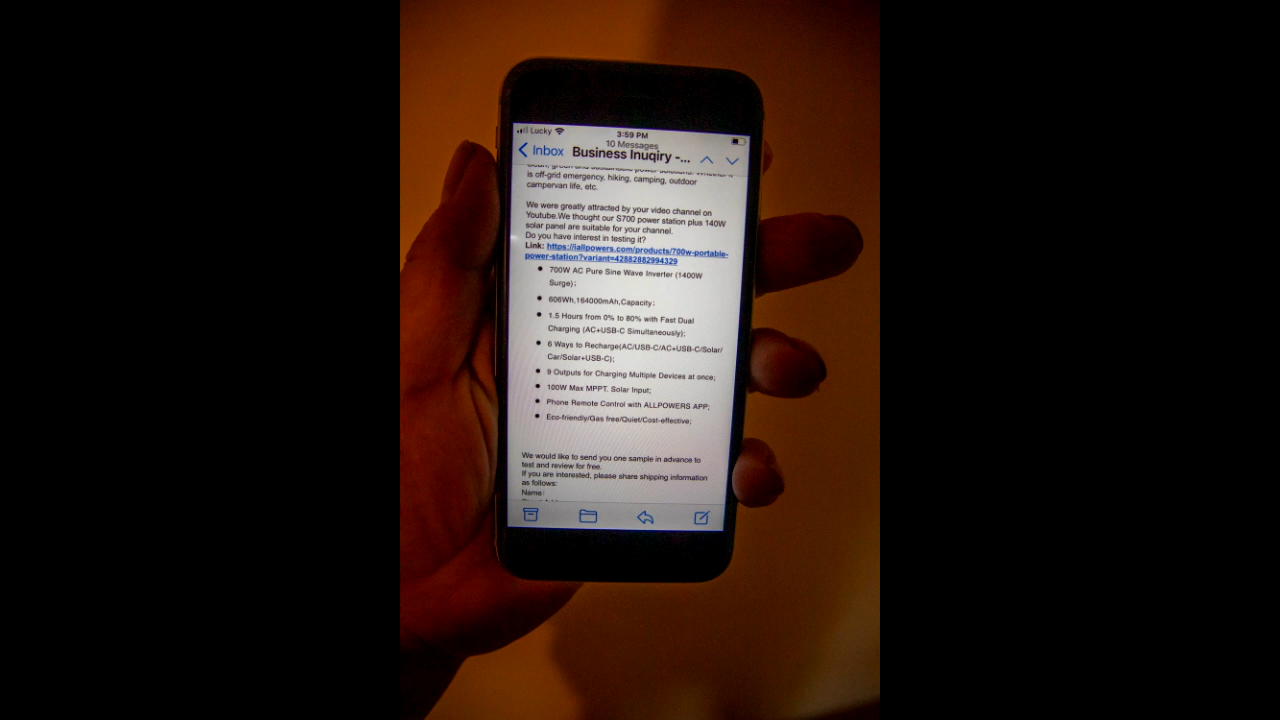 Lucky
3:59 PM
10 Messages
Inbox
Business Inuqiry -...
is off-grid emergency, hiking, camping, outdoor
campervan life, etc.
We were greatly attracted by your video channel on
Youtube.We thought our S700 power station plus 140W
solar panel are suitable for your channel.
Do you have interest in testing it?
Link: https://iallpowers.com/products/700w-portable-
power-station?variant=42882882994329
• 700W AC Pure Sine Wave Inverter (1400W
Surge);
• 606Wh,164000mAh,Capacity;
• 1.5 Hours from 0% to 80% with Fast Dual
Charging (AC+USB-C Simultaneously);
• 6 Ways to Recharge(AC/USB-C/AC+USB-C/Solar/
Car/Solar+USB-C);
• 9 Outputs for Charging Multiple Devices at once;
• 100W Max MPPT. Solar Input;
• Phone Remote Control with ALLPOWERS APP;
• Eco-friendly/Gas free/Quiet/Cost-effective;
We would like to send you one sample in advance to
test and review for free.
If you are interested, please share shipping information
as follows:
Name: